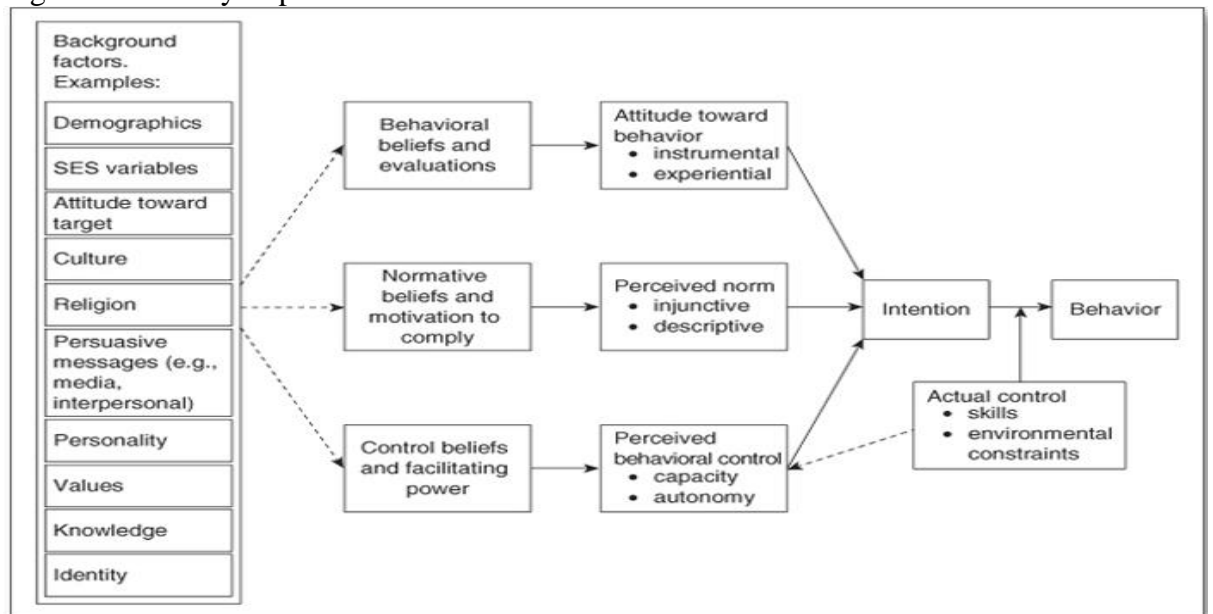 Background
factors.
Examples:
Demographics
SES variables
Attitude toward
target
Culture
Religion
Persuasive
messages (e.g.,
media,
interpersonal)
Personality
Values
Knowledge
Identity
Behavioral
beliefs and
evaluations
Normative
beliefs and
motivation to
comply
Control beliefs
and facilitating
power
Attitude toward
behavior
• instrumental
• experiential
Perceived norm
• injunctive
• descriptive
Perceived
behavioral control
• capacity
• autonomy
Intention
Behavior
Actual control
• skills
• environmental
constraints